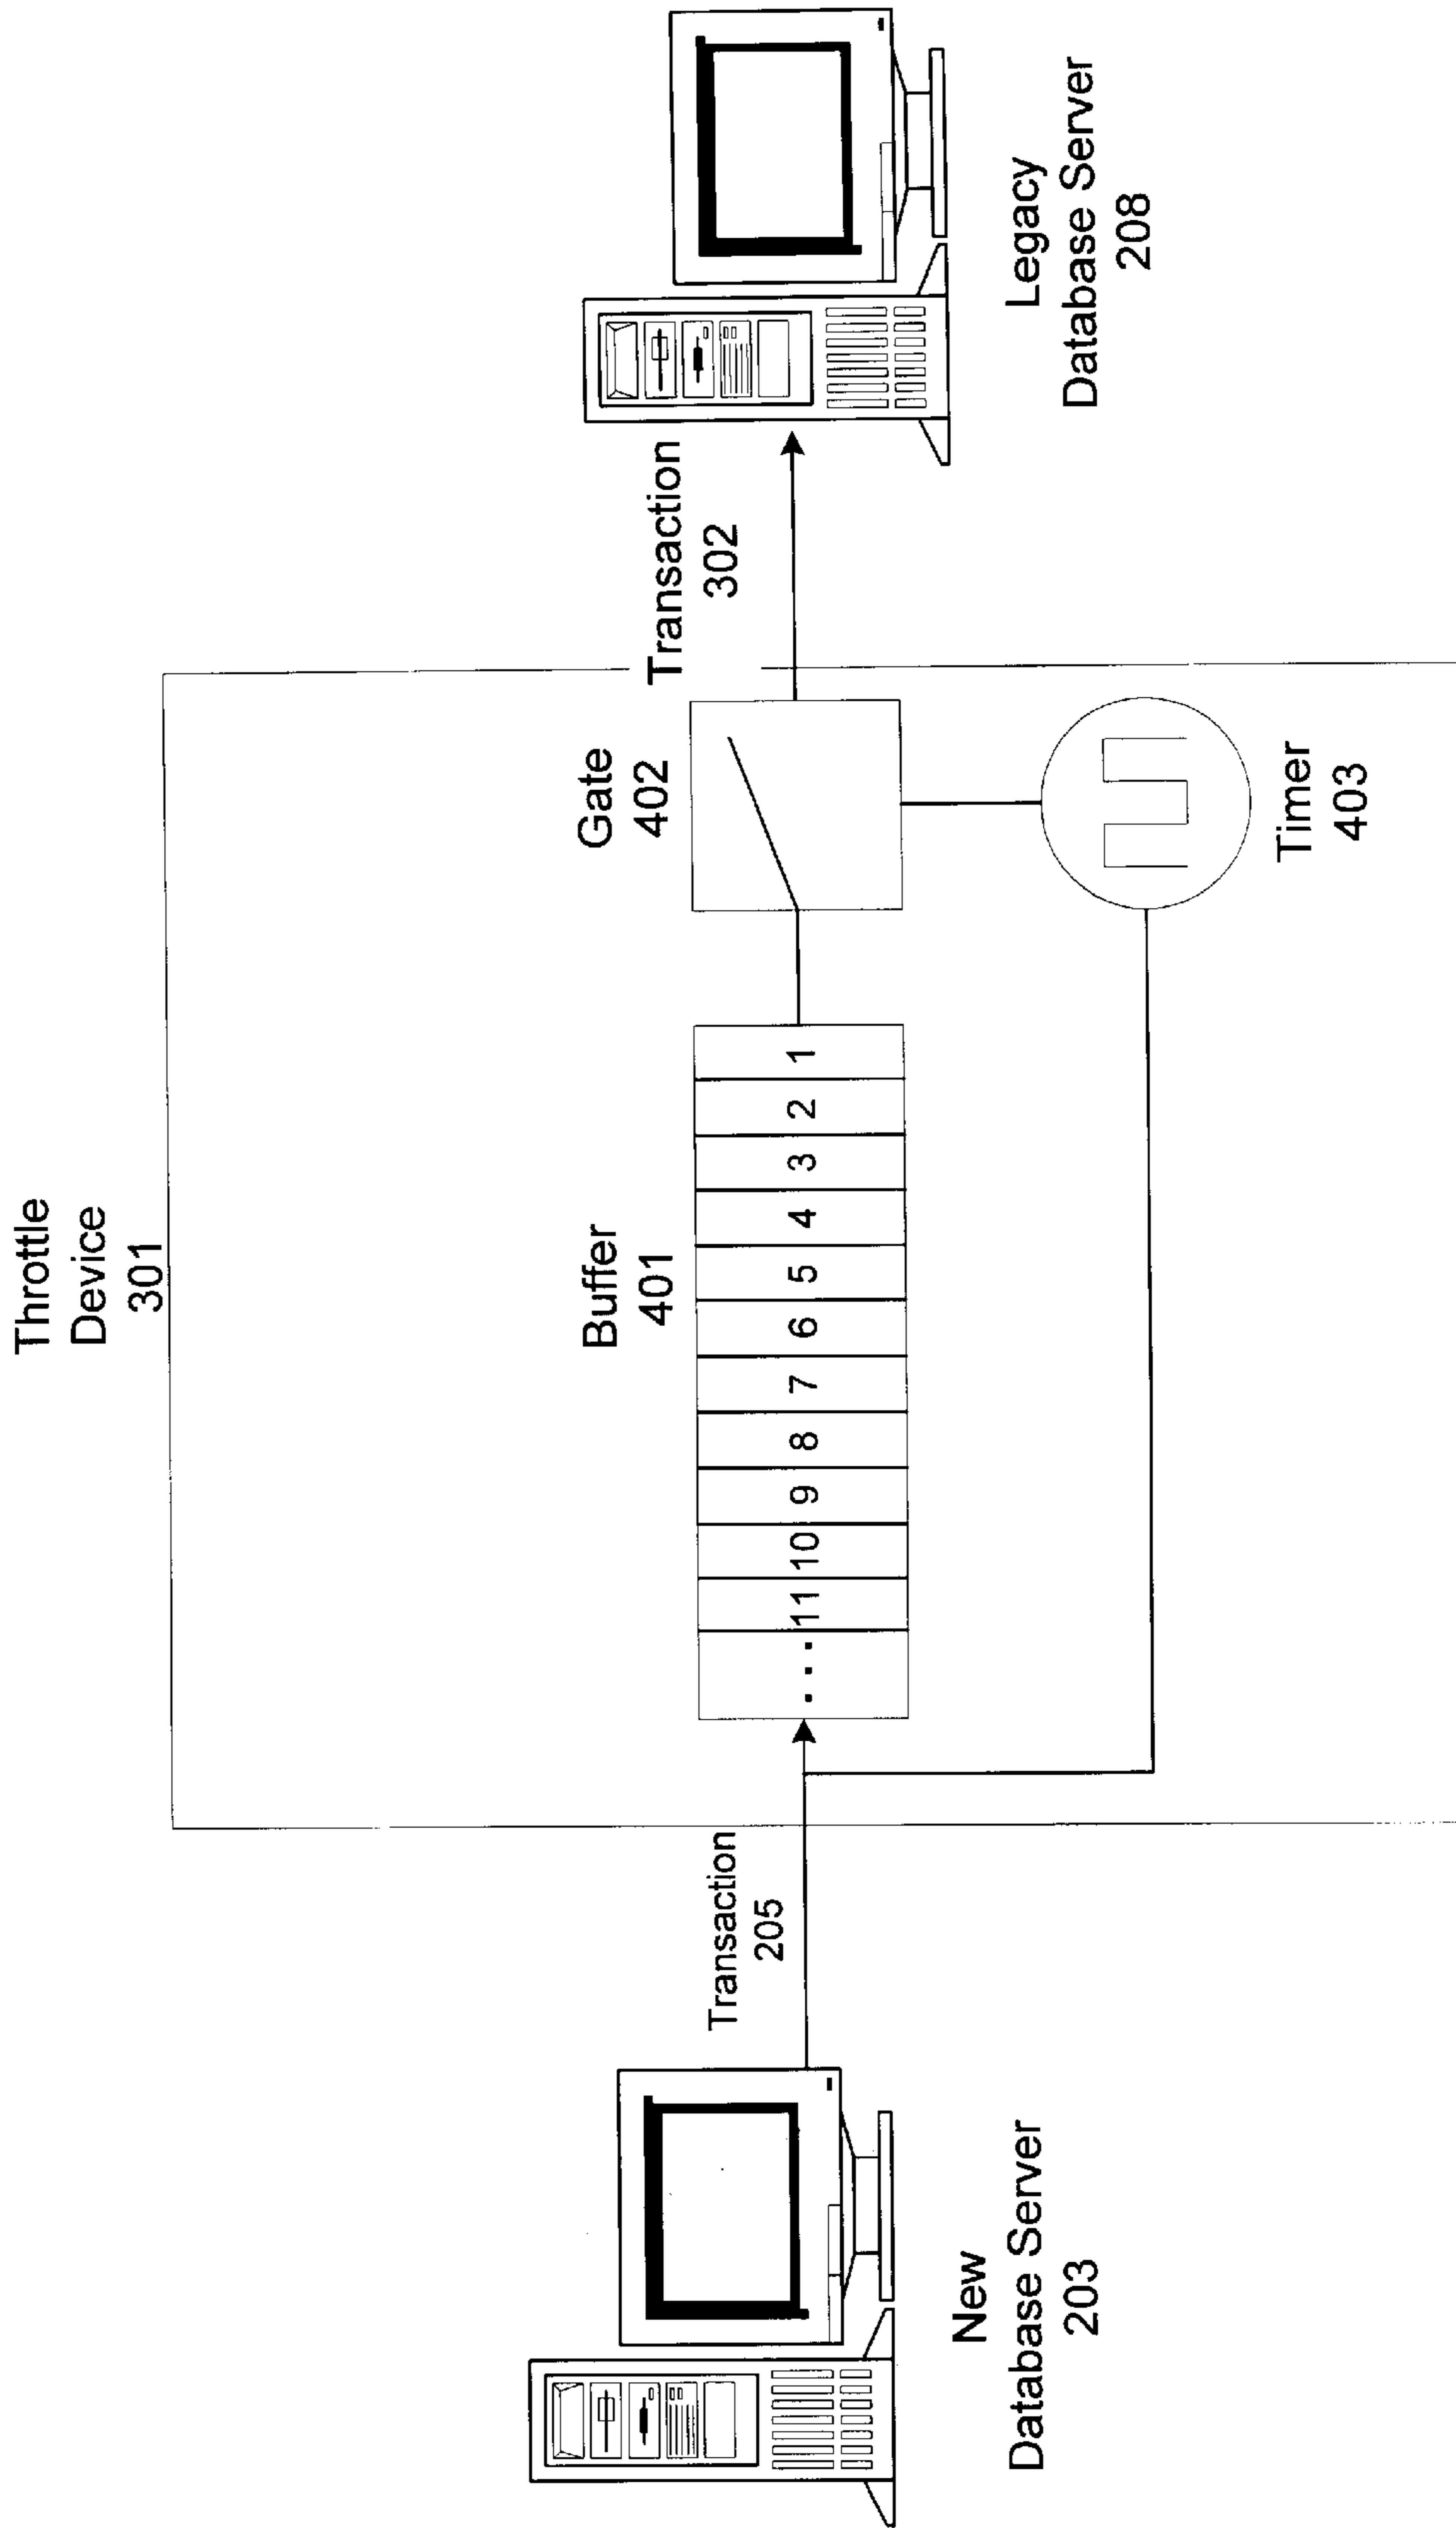 Throttle
Device
301
Buffer
401
Gate
402
Transaction
302
Transaction
205
... 11 10 9 8 7 6 5 4 3 2 1
Timer
403
New
Database Server
203
Legacy
Database Server
208